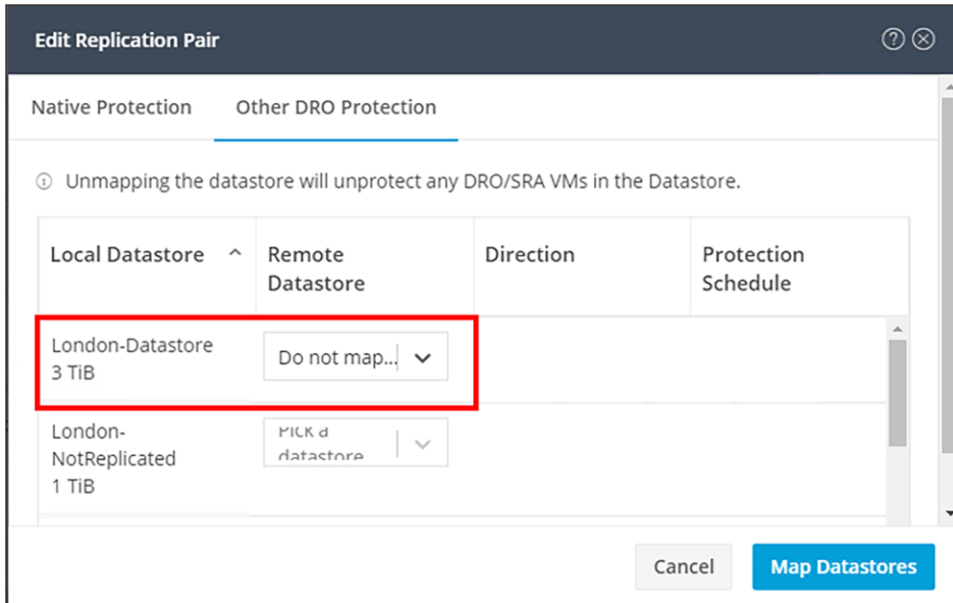 Edit Replication Pair
Native Protection
Other DRO Protection
Unmapping the datastore will unprotect any DRO/SRA VMs in the Datastore.
Local Datastore
Remote
Datastore
Direction
Protection
Schedule
London-Datastore
3 TiB
Do not map...
London-
NotReplicated
1 TiB
Pick a
datastore
Cancel
Map Datastores